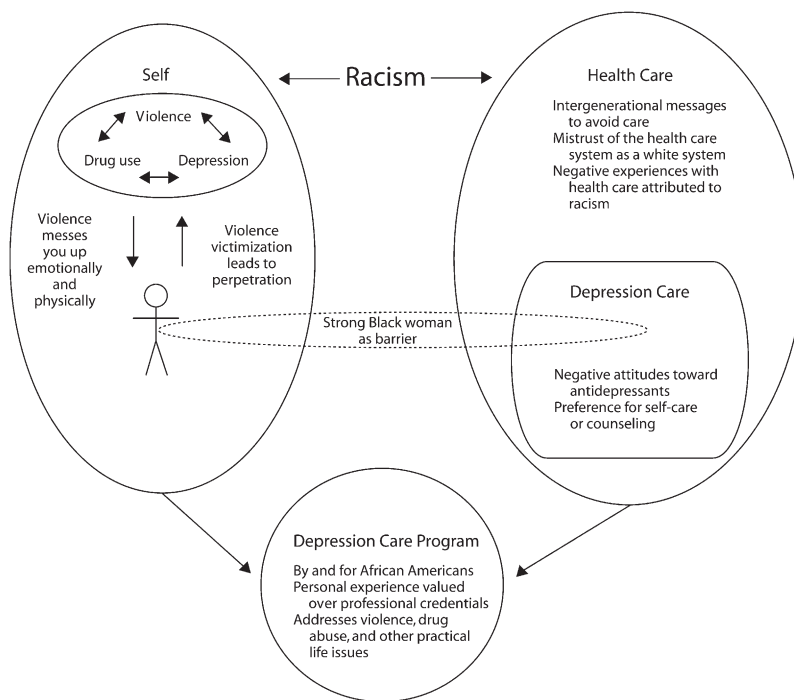 Self
Racism
Health Care
Violence
Drug use
Depression
Intergenerational messages
to avoid care
Mistrust of the health care
system as a white system
Negative experiences with
health care attributed to
racism
Violence
messes
you up
emotionally
and
physically
Violence
victimization
leads to
perpetration
Strong Black woman
as barrier
Depression Care
Negative attitudes toward
antidepressants
Preference for self-care
or counseling
Depression Care Program
By and for African Americans
Personal experience valued
over professional credentials
Addresses violence, drug
abuse, and other practical
life issues